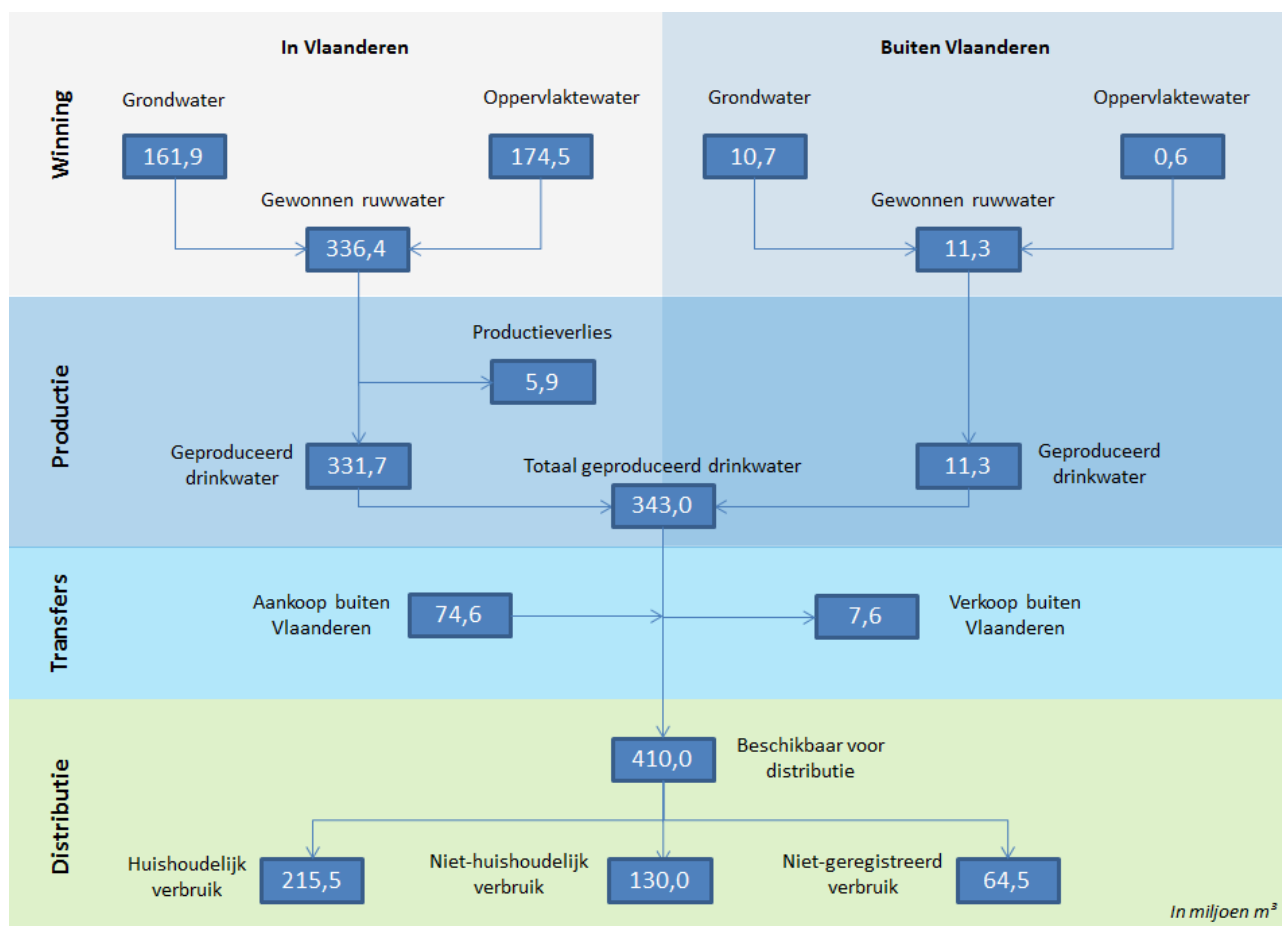 In Vlaanderen
Buiten Vlaanderen
Winning
Grondwater
Oppervlaktewater
Grondwater
Oppervlaktewater
161,9
174,5
10,7
0,6
Gewonnen ruwwater
Gewonnen ruwwater
336,4
11,3
Productie
Productieverlies
5,9
Geproduceerd
drinkwater
331,7
Totaal geproduceerd drinkwater
343,0
11,3
Geproduceerd
drinkwater
Transfers
Aankoop buiten
Vlaanderen
74,6
7,6
Verkoop buiten
Vlaanderen
Distributie
410,0
Beschikbaar voor
distributie
Huishoudelijk
verbruik
215,5
Niet-huishoudelijk
verbruik
130,0
Niet-geregistreerd
verbruik
64,5
In miljoen m³